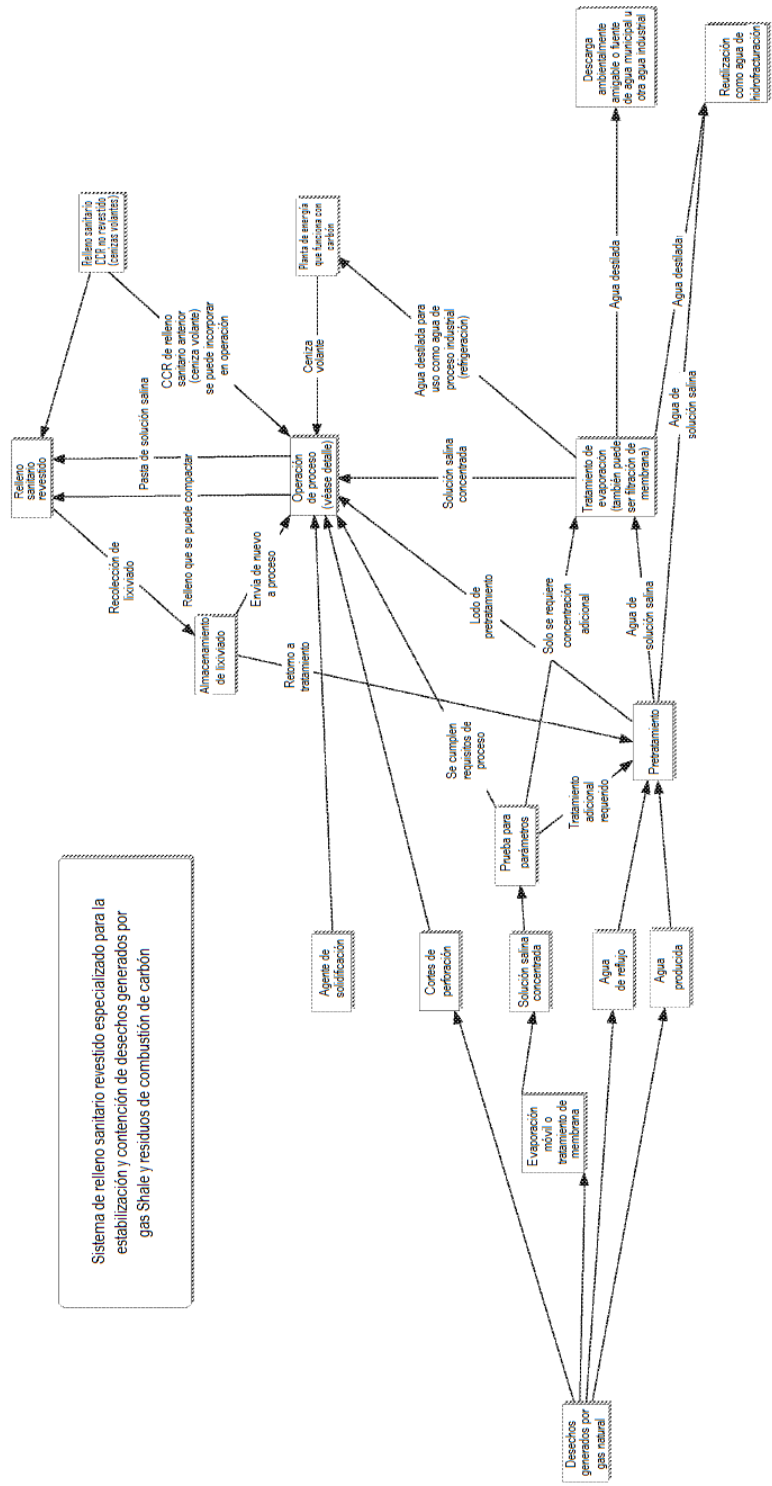 Sistema de relleno sanitario revestido especializado para la
estabilización y contención de desechos generados por
gas Shale y residuos de combustión de carbón
Desechos
generados por
gas natural
Evaporación
móvil o
tratamiento de
membrana
Agente de
solidificación
Cortes de
perforación
Solución salina
concentrada
Agua
de reflujo
Agua
producida
Prueba para
parámetros
Se cumplen
requisitos de
proceso
Tratamiento
adicional
requerido
Solo se requiere
concentración
adicional
Pretratamiento
Lodo de
pretratamiento
Agua de
solución salina
Agua de
solución salina
Almacenamiento
de lixiviado
Recolección de
lixiviado
Retorno a
tratamiento
Envía de nuevo
a proceso
Relleno
sanitario
revestido
Relleno que se puede compactar
Pasta de solución salina
Operación
de proceso
(véase detalle)
Solución salina
concentrada
Tratamiento de
evaporación
(también puede
ser filtración de
membrana)
CCR de relleno
sanitario anterior
(ceniza volante)
se puede incorporar
en operación
Ceniza
volante
Agua destilada para
uso como agua de
proceso industrial
(refrigeración)
Agua destilada
Agua destilada
Relleno sanitario
CCR no revestido
(cenizas volantes)
Planta de energía
que funciona con
carbón
Descarga
ambientalmente
amigable o fuente
de agua municipal u
otra agua industrial
Reutilización
como agua de
hidrofracturación